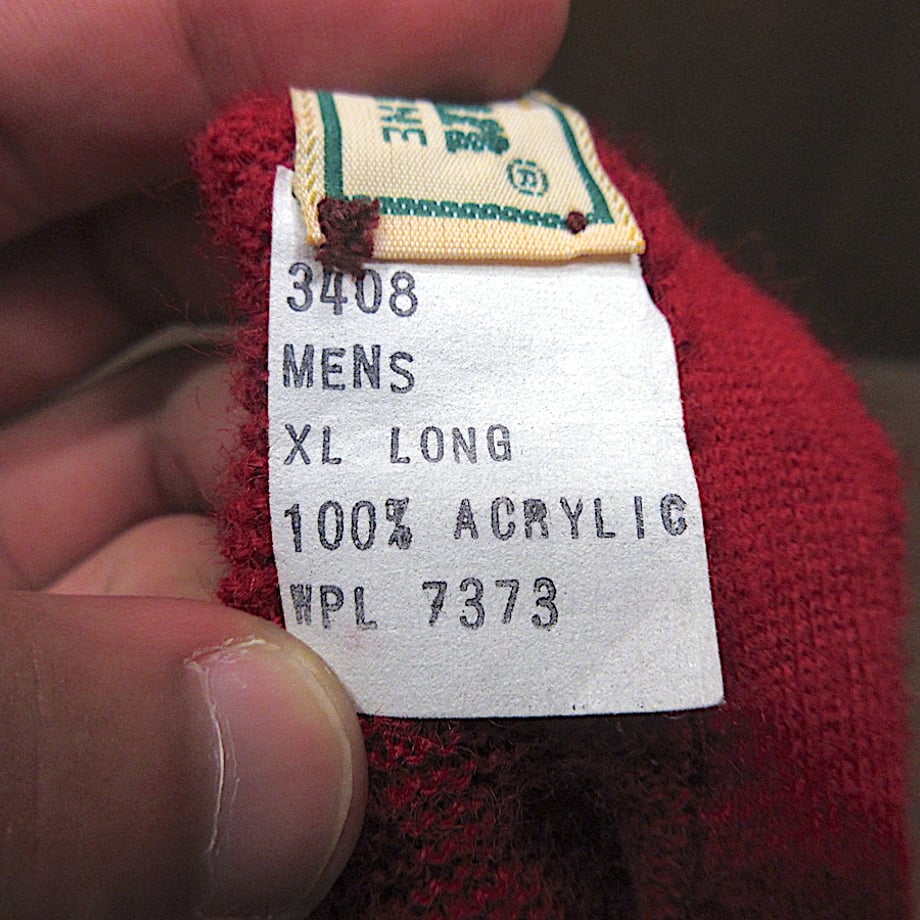 ®
3408
MENS
XL LONG
100% ACRYLIC
WPL 7373